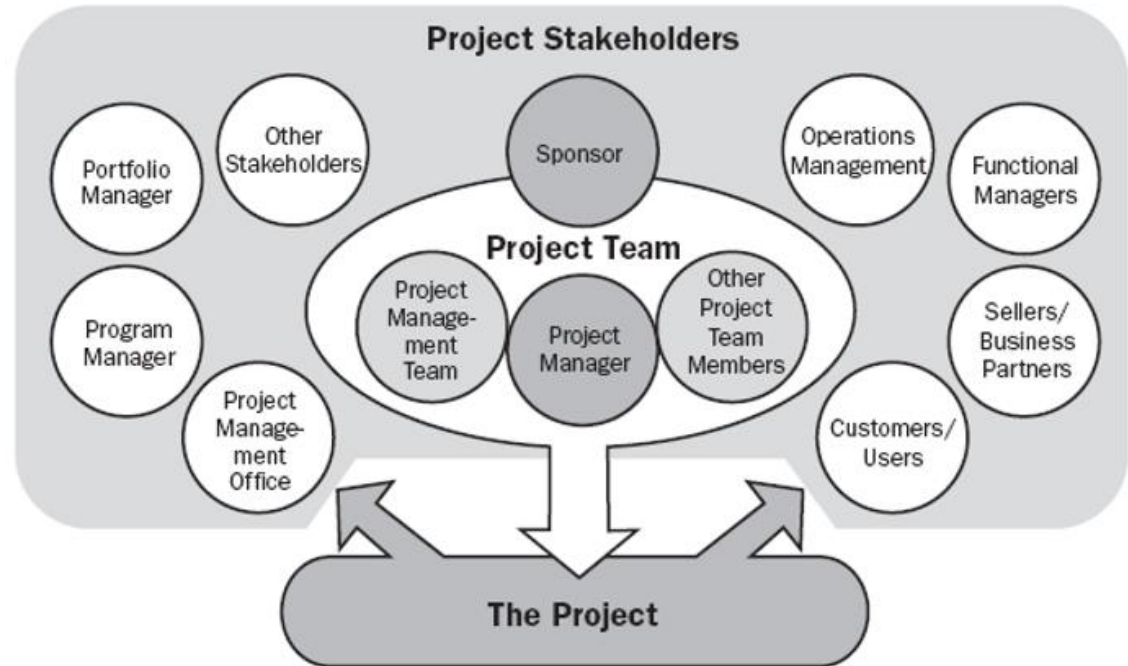 Project Stakeholders
Portfolio
Manager
Other
Stakeholders
Sponsor
Operations
Management
Functional
Managers
Project Team
Project
Manage-
ment
Team
Project
Manager
Other
Project
Team
Members
Program
Manager
Sellers/
Business
Partners
Project
Manage-
ment
Office
Customers/
Users
The Project